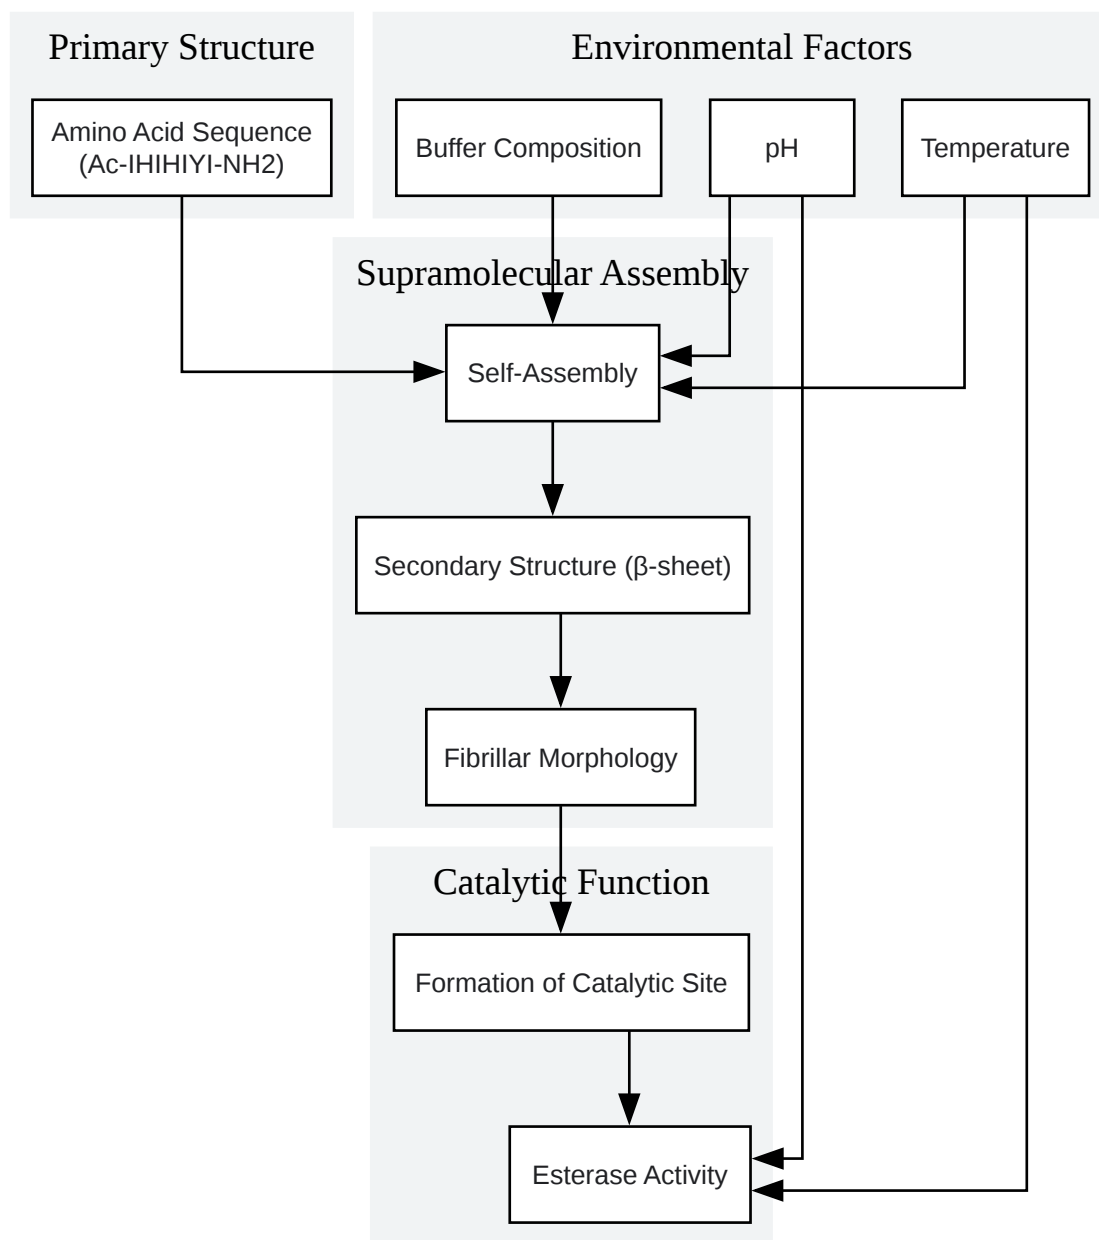 Primary Structure
Environmental Factors
Amino Acid Sequence
(Ac-IHIHIYI-NH2)
Buffer Composition
pH
Temperature
Supramolecular Assembly
Self-Assembly
Secondary Structure (β-sheet)
Fibrillar Morphology
Catalytic Function
Formation of Catalytic Site
Esterase Activity